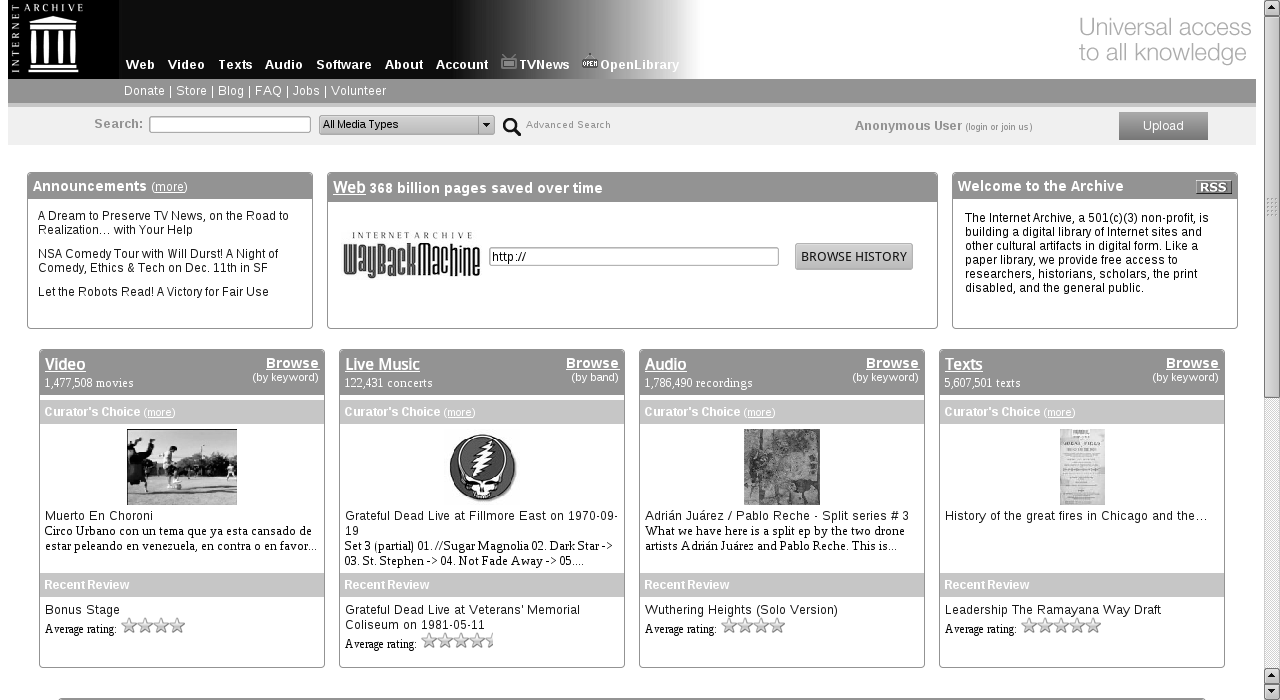 INTERNET ARCHIVE
Universal access
to all knowledge
Web Video Texts Audio Software About Account TVNews OPEN OpenLibrary
Donate | Store | Blog | FAQ | Jobs | Volunteer
Search: All Media Types Advanced Search Anonymous User (login or join us) Upload
Announcements (more)
A Dream to Preserve TV News, on the Road to
Realization… with Your Help
NSA Comedy Tour with Will Durst! A Night of
Comedy, Ethics & Tech on Dec. 11th in SF
Let the Robots Read! A Victory for Fair Use
Web 368 billion pages saved over time
INTERNET ARCHIVE
WayBackMachine
http://
BROWSE HISTORY
Welcome to the Archive RSS
The Internet Archive, a 501(c)(3) non-profit, is
building a digital library of Internet sites and
other cultural artifacts in digital form. Like a
paper library, we provide free access to
researchers, historians, scholars, the print
disabled, and the general public.
Video Browse
1,477,508 movies (by keyword)
Curator's Choice (more)
Muerto En Choroni
Circo Urbano con un tema que ya esta cansado de
estar peleando en venezuela, en contra o en favor...
Recent Review
Bonus Stage
Average rating:
Live Music Browse
122,431 concerts (by band)
Curator's Choice (more)
Grateful Dead Live at Fillmore East on 1970-09-
19
Set 3 (partial) 01. //Sugar Magnolia 02. Dark Star ->
03. St. Stephen -> 04. Not Fade Away -> 05....
Recent Review
Grateful Dead Live at Veterans' Memorial
Coliseum on 1981-05-11
Average rating:
Audio Browse
1,786,490 recordings (by keyword)
Curator's Choice (more)
Adrián Juárez / Pablo Reche - Split series # 3
What we have here is a split ep by the two drone
artists Adrián Juárez and Pablo Reche. This is...
Recent Review
Wuthering Heights (Solo Version)
Average rating:
Texts Browse
5,607,501 texts (by keyword)
Curator's Choice (more)
History of the great fires in Chicago and the...
Recent Review
Leadership The Ramayana Way Draft
Average rating: